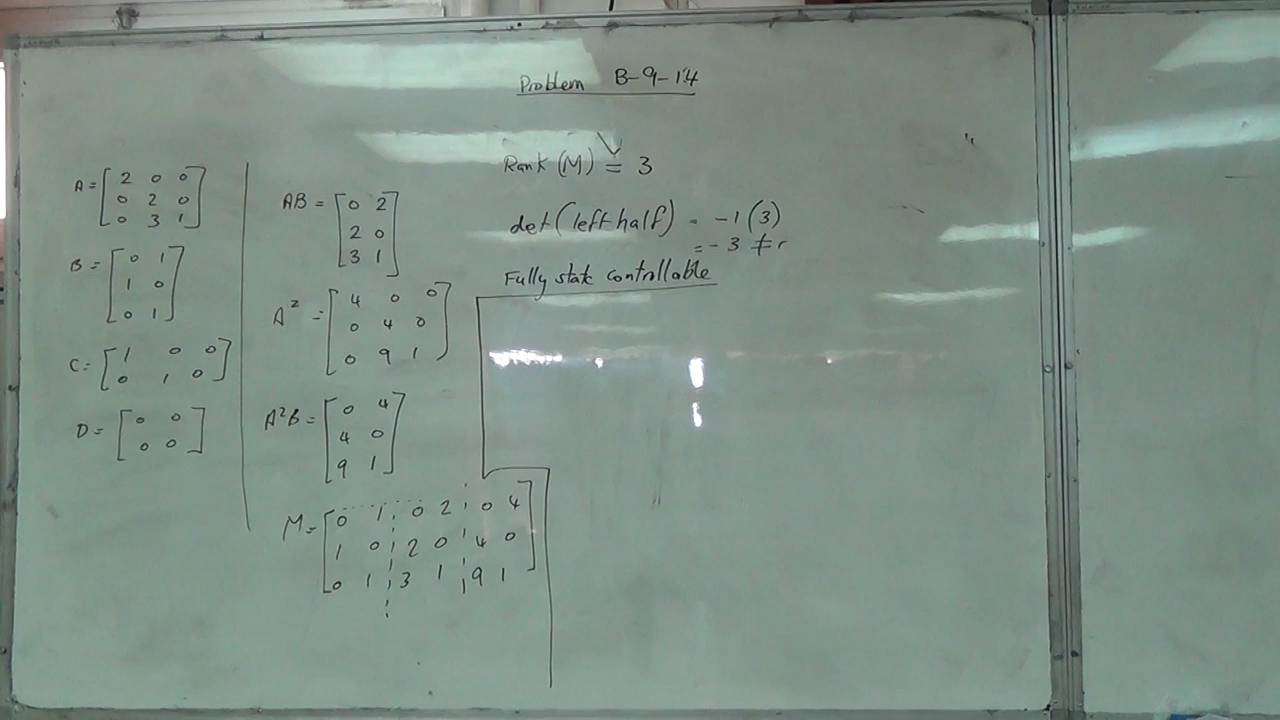 Problem B-9-14
A = [ 2 0 0
0 2 0
0 3 1 ]
B = [ 0 1
1 0
0 1 ]
C = [ 1 0 0
0 1 0 ]
D = [ 0 0
0 0 ]
AB = [ 0 2
2 0
3 1 ]
A² = [ 4 0 0
0 4 0
0 9 1 ]
A²B = [ 0 4
4 0
9 1 ]
M = [ 0 1 0 2 0 4
1 0 2 0 4 0
0 1 3 1 9 1 ]
Rank (M) = 3
det (left half) = -1 (3)
= -3 ≠
Fully state controllable